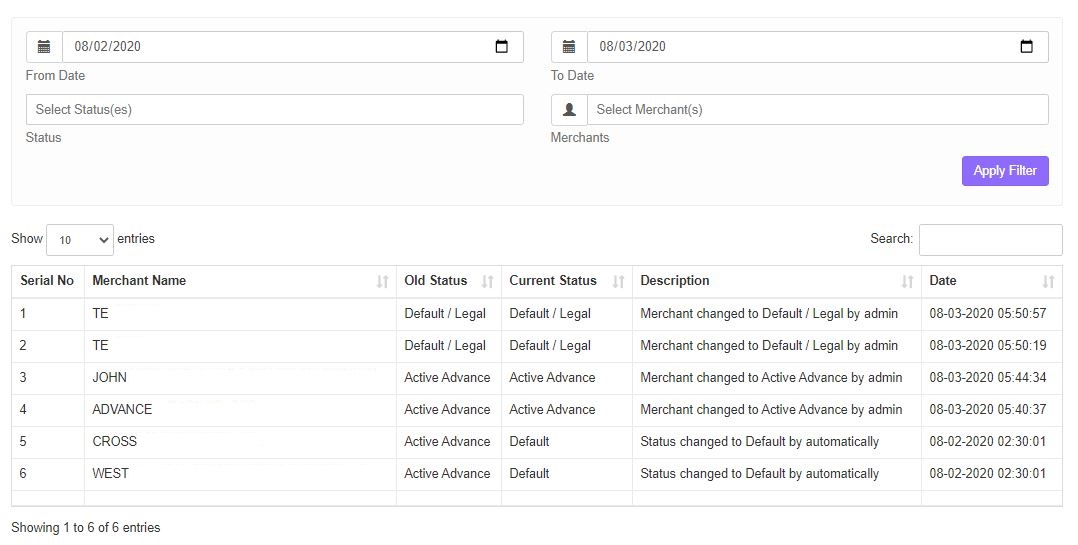 08/02/2020 08/03/2020
From Date To Date
Select Status(es) Select Merchant(s)
Status Merchants
Apply Filter
Show 10 entries Search:
Serial No Merchant Name Old Status Current Status Description Date
1 TE Default / Legal Default / Legal Merchant changed to Default / Legal by admin 08-03-2020 05:50:57
2 TE Default / Legal Default / Legal Merchant changed to Default / Legal by admin 08-03-2020 05:50:19
3 JOHN Active Advance Active Advance Merchant changed to Active Advance by admin 08-03-2020 05:44:34
4 ADVANCE Active Advance Active Advance Merchant changed to Active Advance by admin 08-03-2020 05:40:37
5 CROSS Active Advance Default Status changed to Default by automatically 08-02-2020 02:30:01
6 WEST Active Advance Default Status changed to Default by automatically 08-02-2020 02:30:01
Showing 1 to 6 of 6 entries